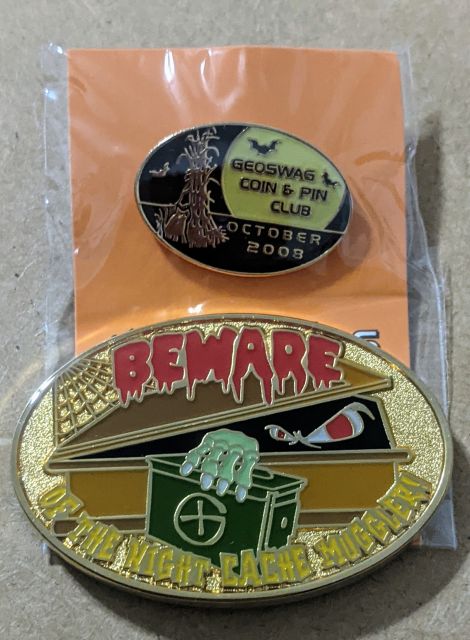 GEOSWAG
COIN & PIN
CLUB
OCTOBER
2008
BEWARE
OF THE NIGHT CACHE MUGGLER!